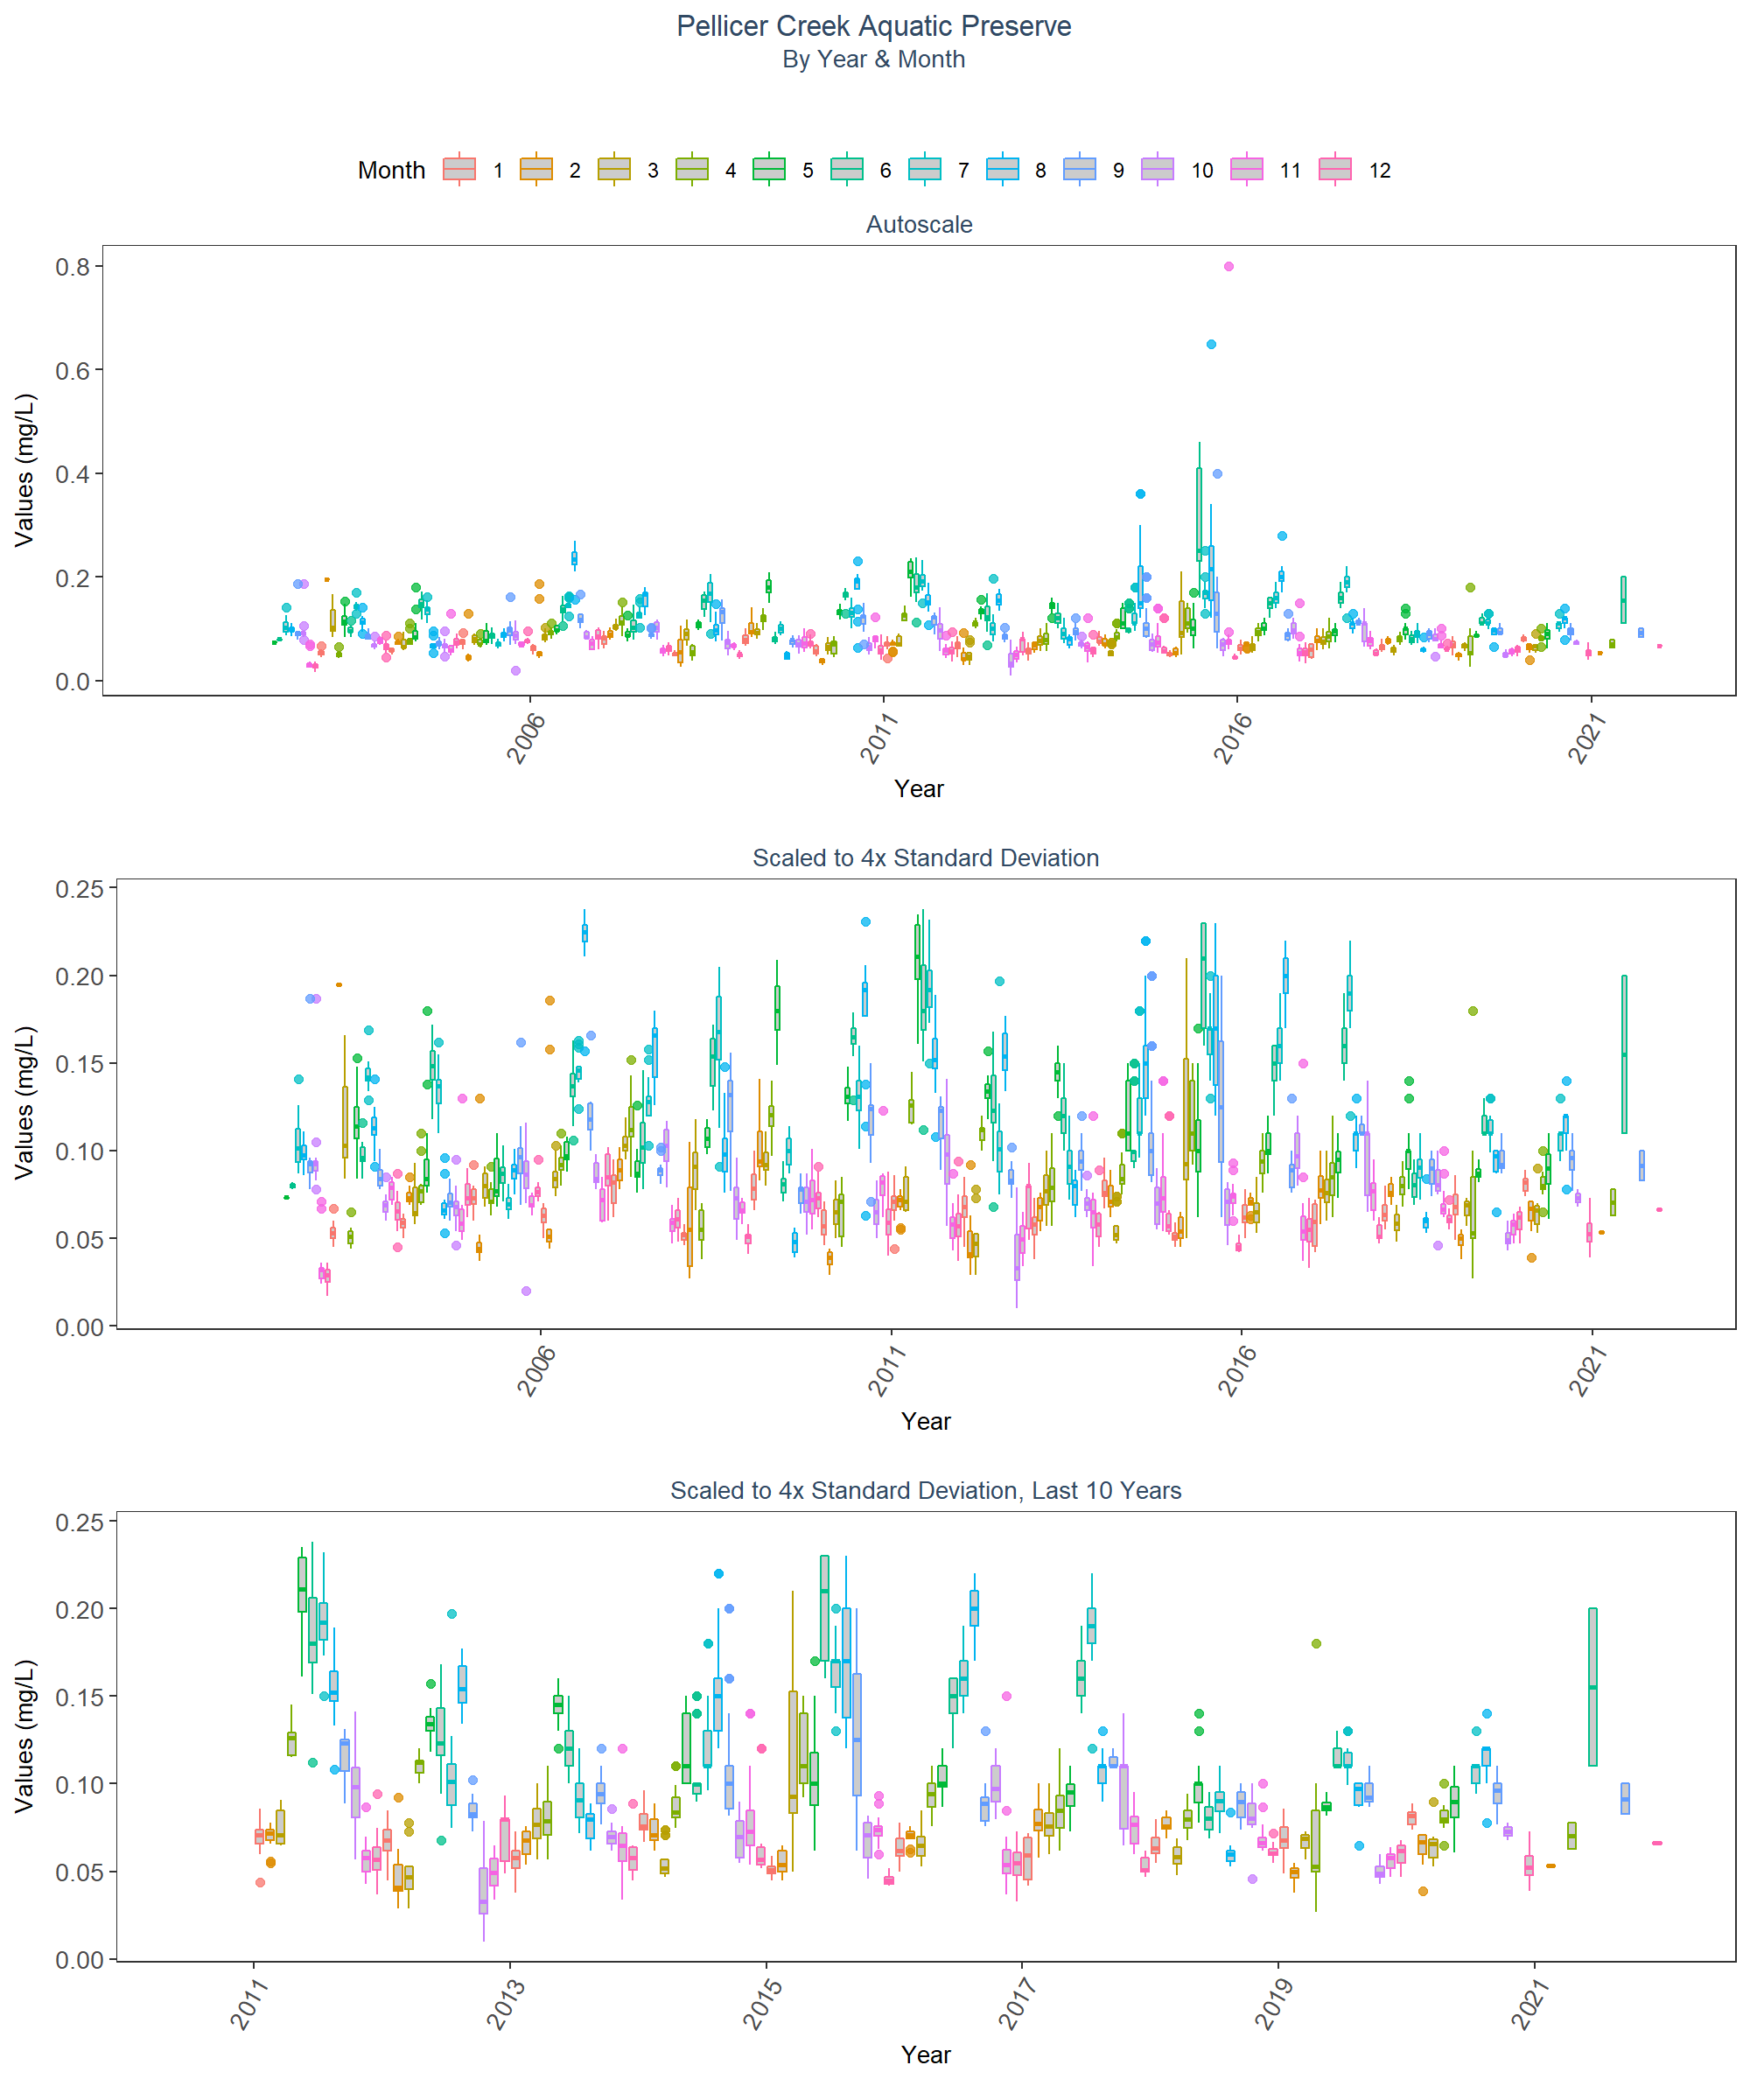 Pellicer Creek Aquatic Preserve
By Year & Month
Month 1 2 3 4 5 6 7 8 9 10 11 12
Autoscale
Values (mg/L)
0.8
0.6
0.4
0.2
0.0
2006 2011 2016 2021
Year
Scaled to 4x Standard Deviation
Values (mg/L)
0.25
0.20
0.15
0.10
0.05
0.00
2006 2011 2016 2021
Year
Scaled to 4x Standard Deviation, Last 10 Years
Values (mg/L)
0.25
0.20
0.15
0.10
0.05
0.00
2011 2013 2015 2017 2019 2021
Year